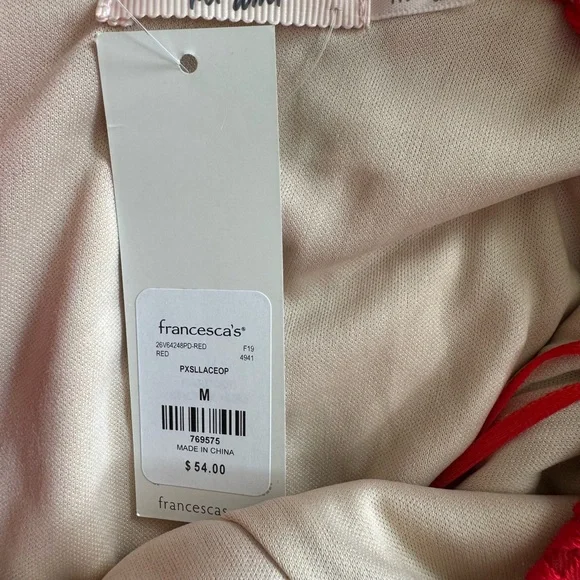 francesca's®
26V64248PD-RED F19
RED 4941
PXSLLACEOP
M
769575
MADE IN CHINA
$ 54.00
francesca's